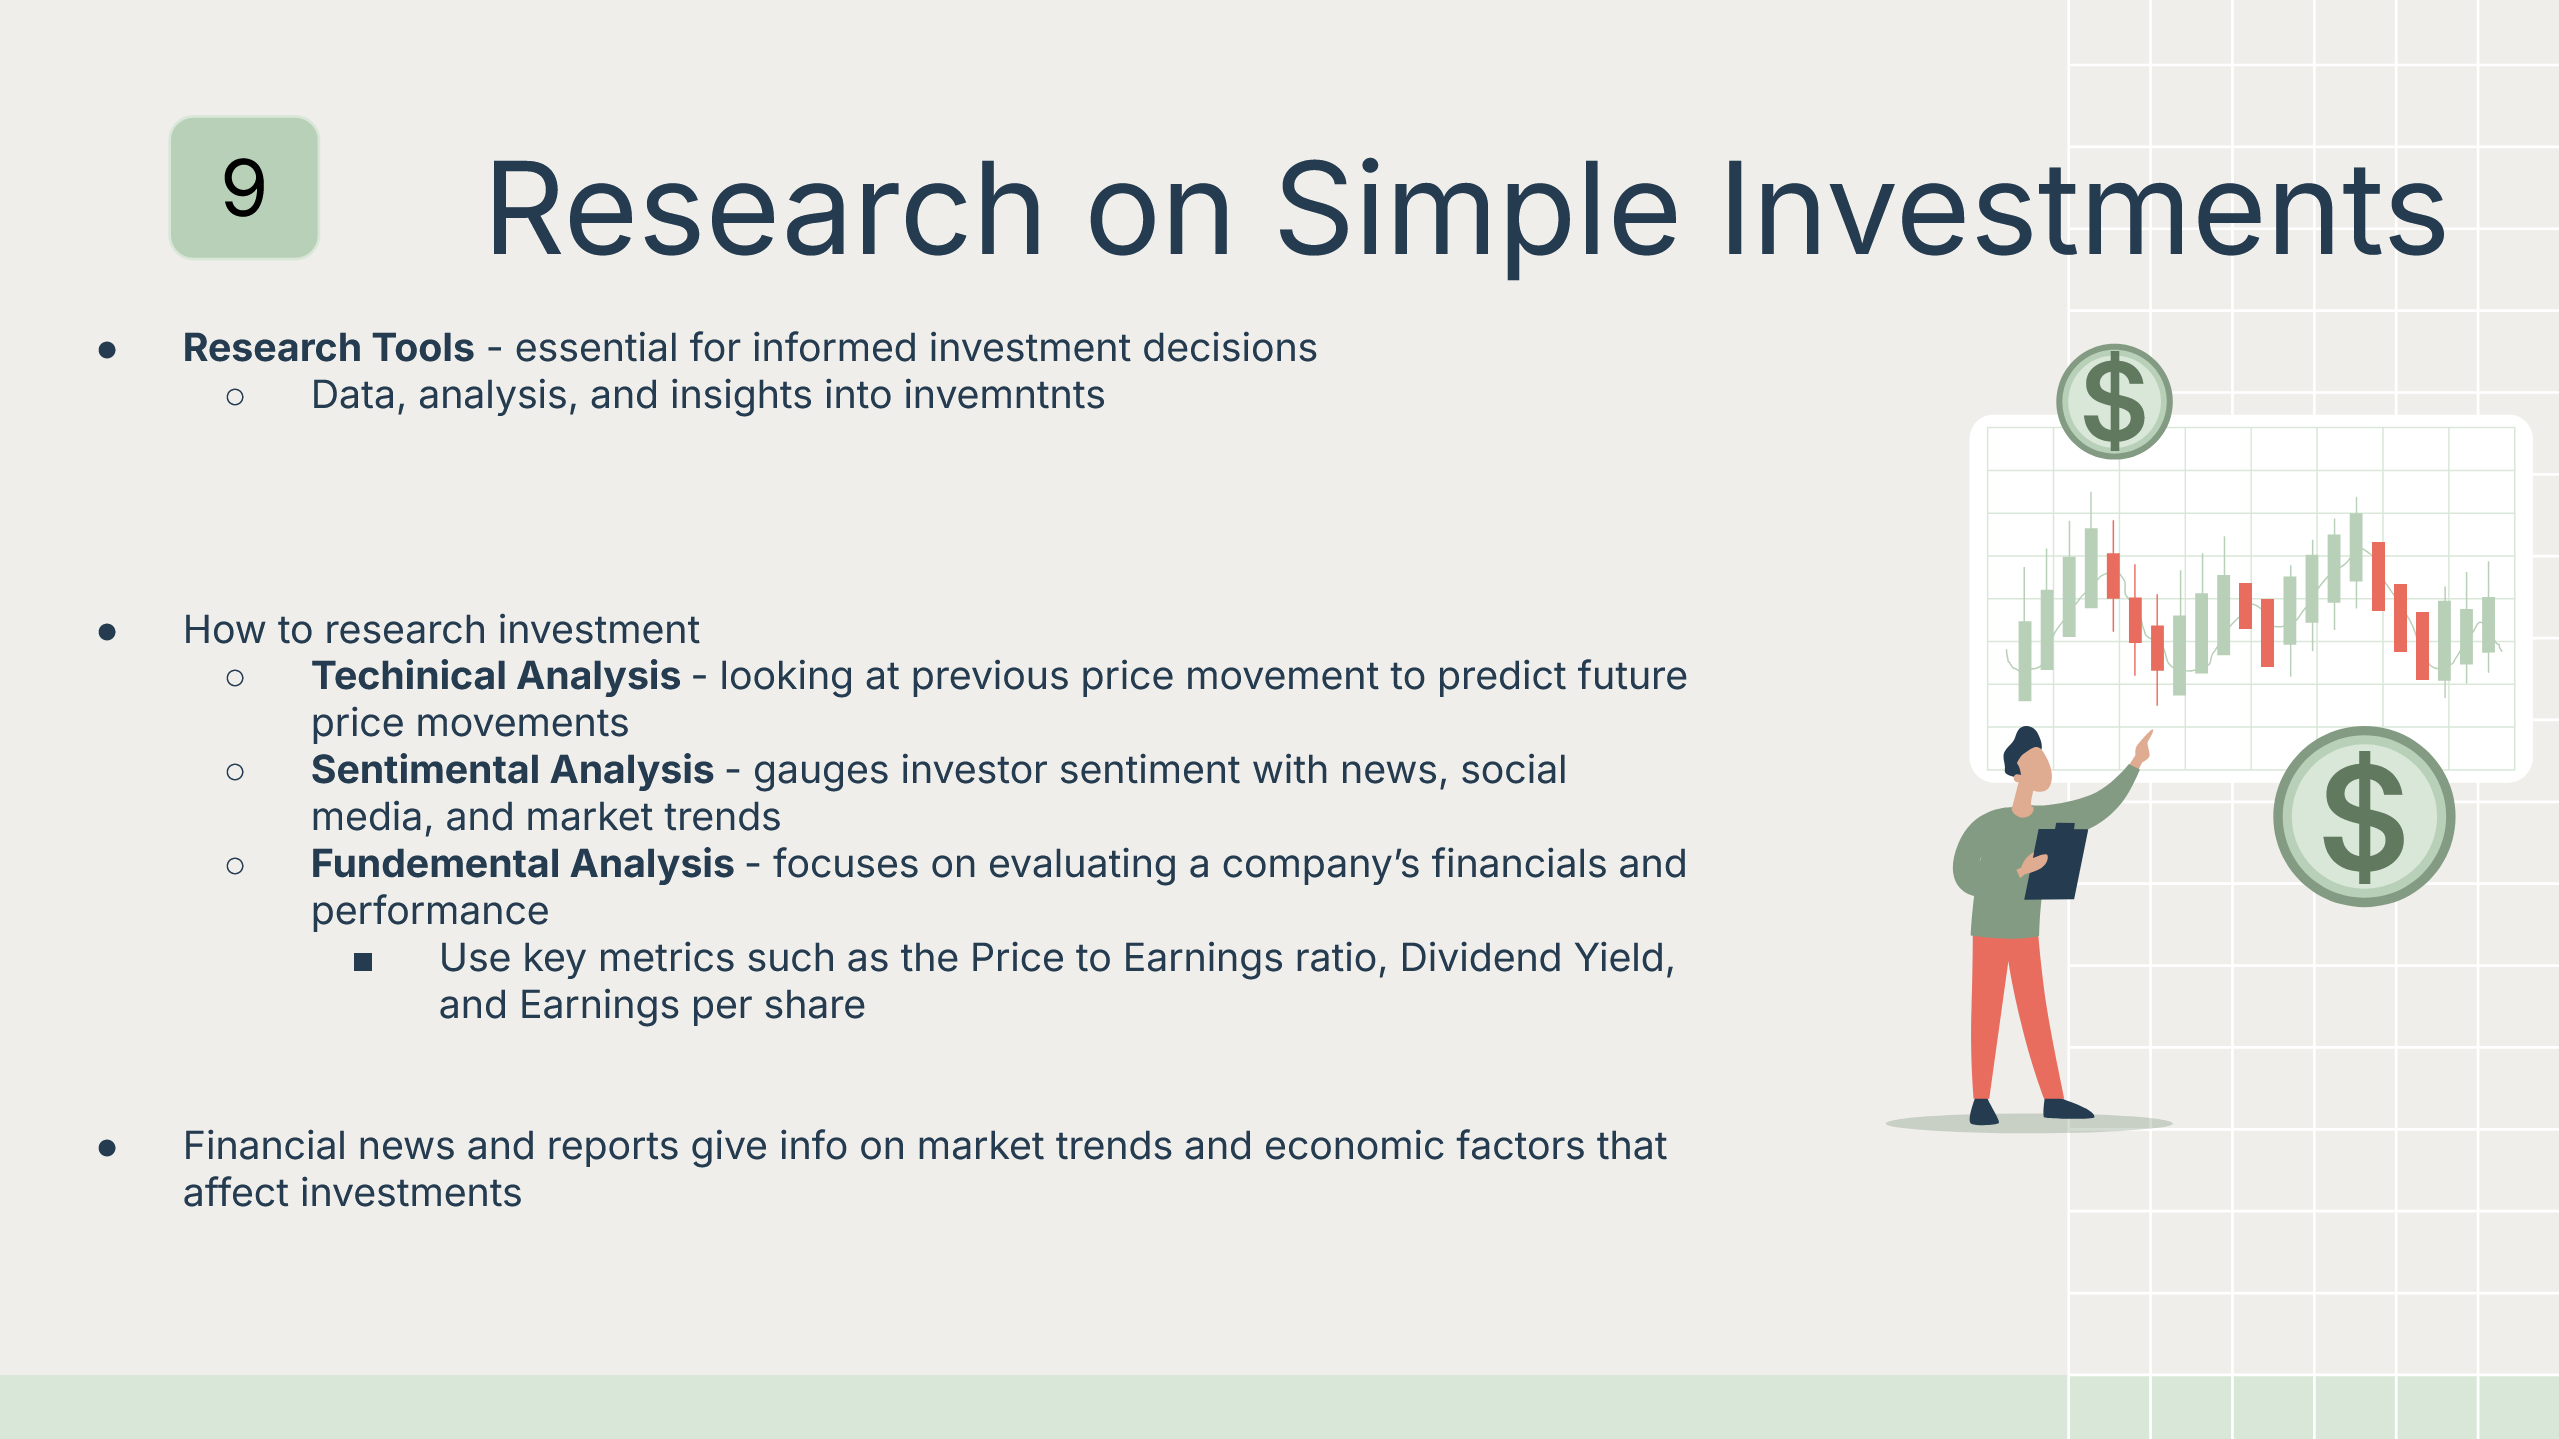 9
Research on Simple Investments
● Research Tools - essential for informed investment decisions
○ Data, analysis, and insights into invemntnts
● How to research investment
○ Techinical Analysis - looking at previous price movement to predict future
price movements
○ Sentimental Analysis - gauges investor sentiment with news, social
media, and market trends
○ Fundemental Analysis - focuses on evaluating a company’s financials and
performance
■ Use key metrics such as the Price to Earnings ratio, Dividend Yield,
and Earnings per share
● Financial news and reports give info on market trends and economic factors that
affect investments
$
$